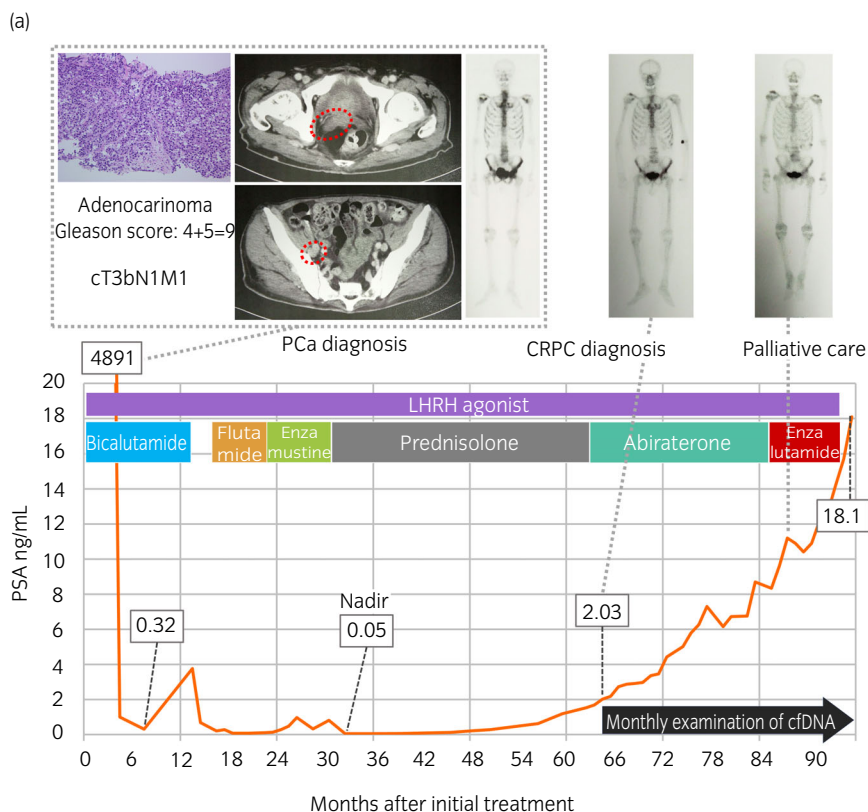 (a)
Adenocarinoma
Gleason score: 4+5=9
cT3bN1M1
PCa diagnosis
CRPC diagnosis
Palliative care
4891
20
18
16
14
12
10
8
6
4
2
0
PSA ng/mL
LHRH agonist
Bicalutamide
Fluta
mide
Enza
mustine
Prednisolone
Abiraterone
Enza
lutamide
18.1
0.32
Nadir
0.05
2.03
Monthly examination of cfDNA
0 6 12 18 24 30 36 42 48 54 60 66 72 78 84 90
Months after initial treatment